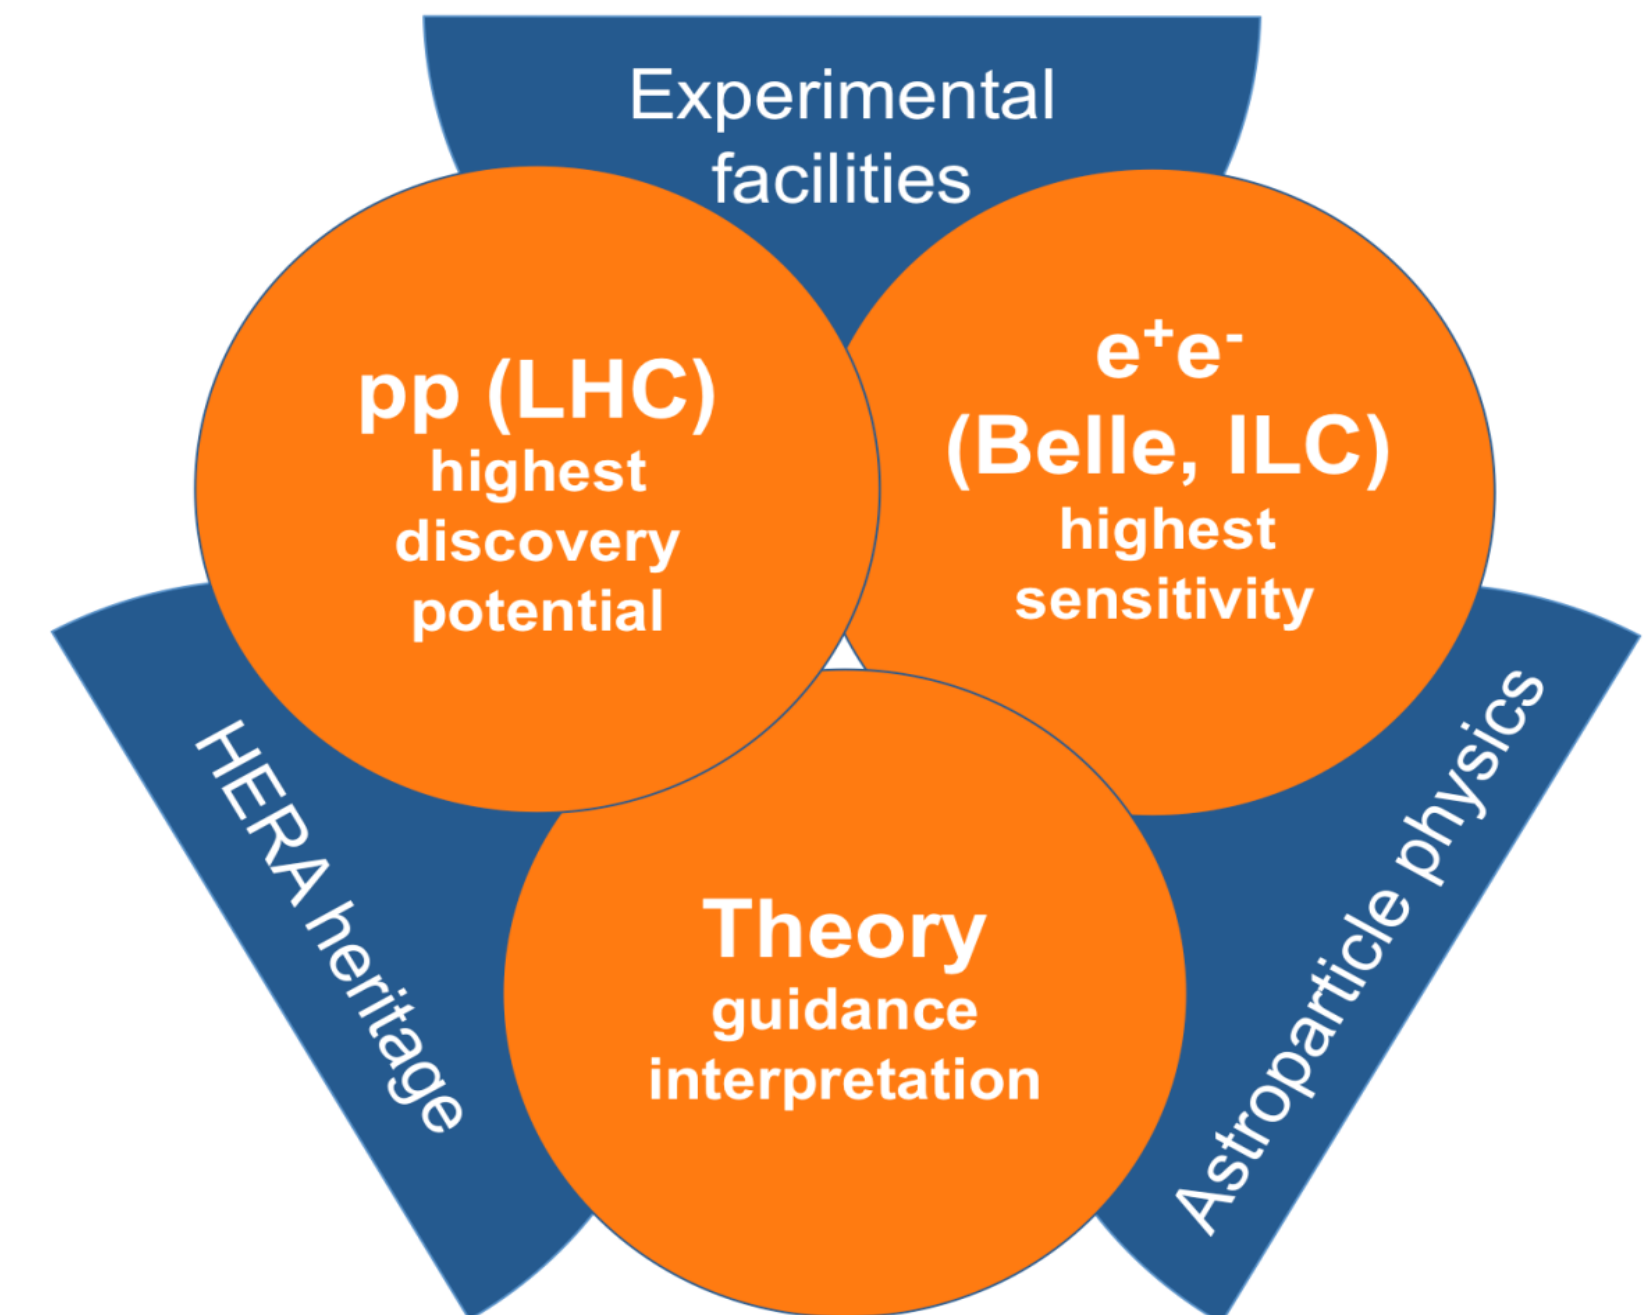 Experimental
facilities
pp (LHC)
highest
discovery
potential
e⁺e⁻
(Belle, ILC)
highest
sensitivity
HERA heritage
Astroparticle physics
Theory
guidance
interpretation